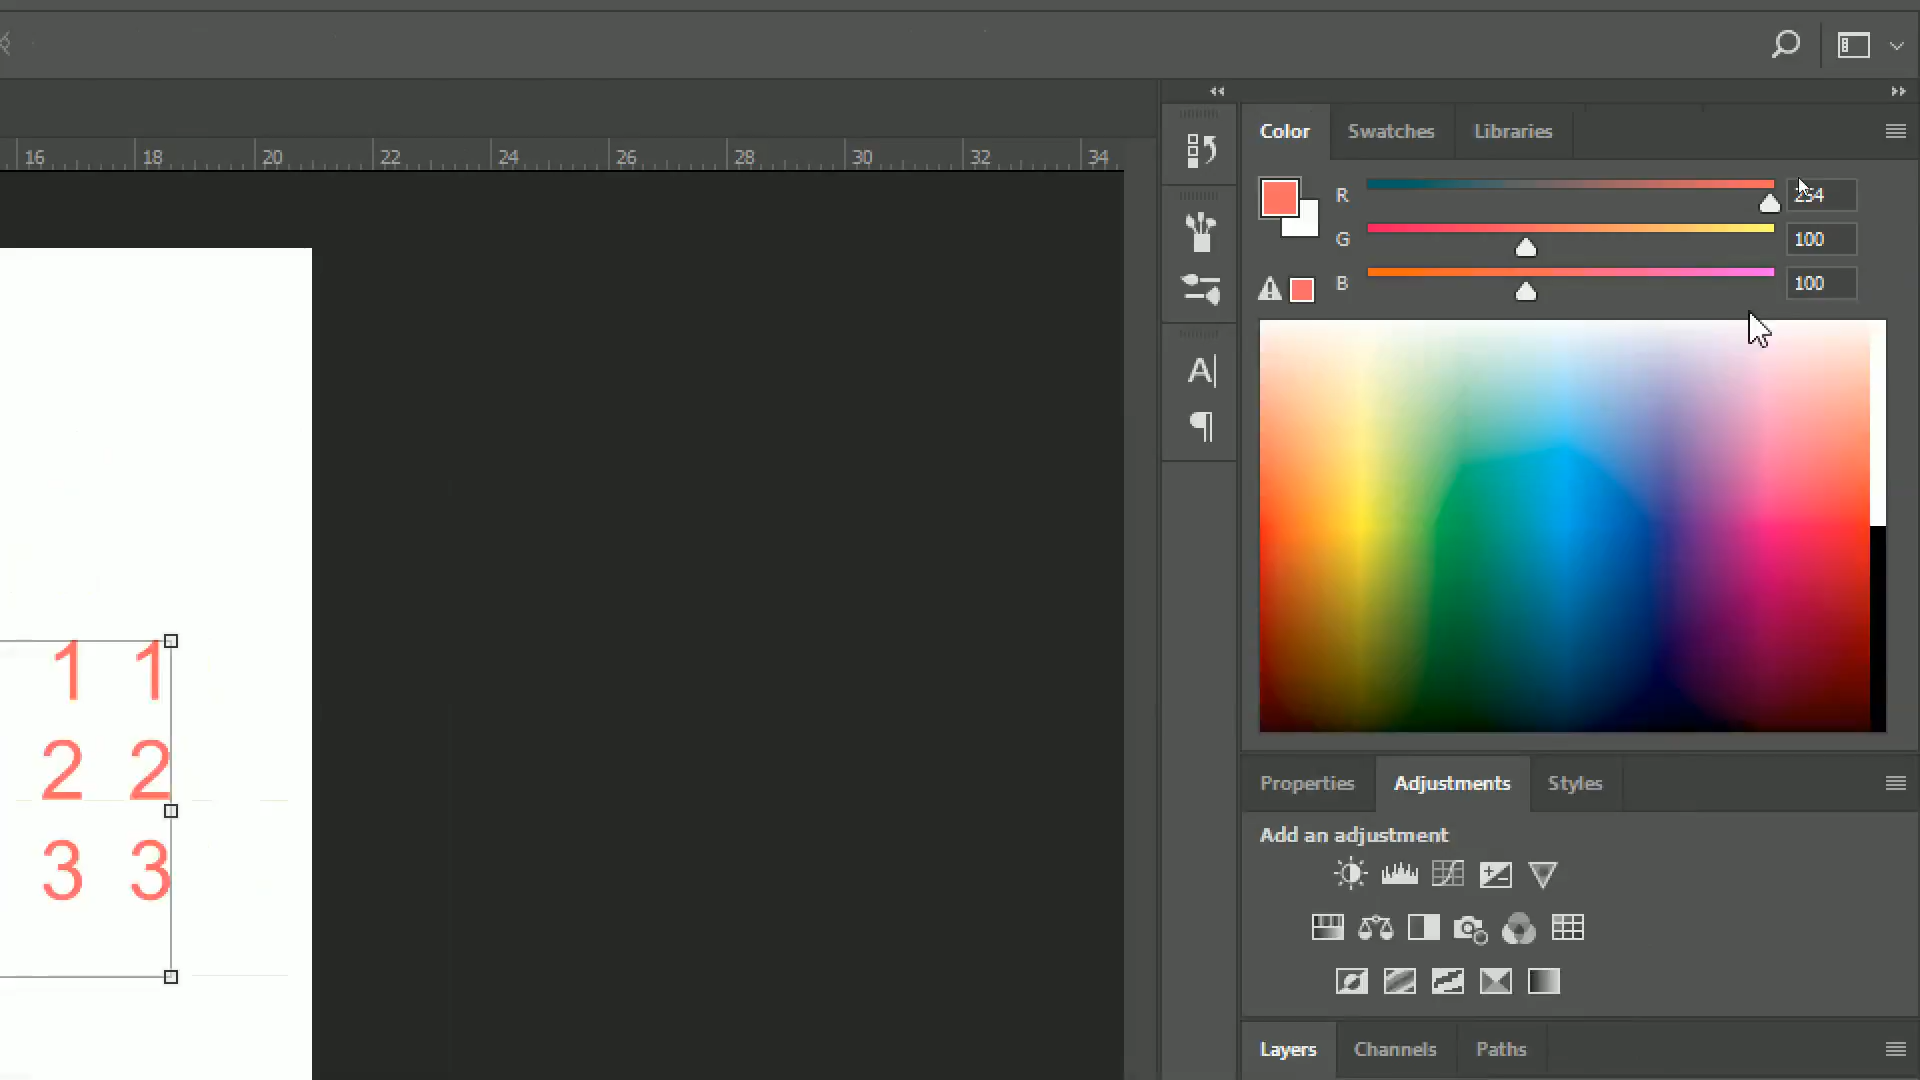 16 18 20 22 24 26 28 30 32 34
Color Swatches Libraries
R 254
G 100
B 100
A
1 1
2 2
3 3
Properties Adjustments Styles
Add an adjustment
Layers Channels Paths